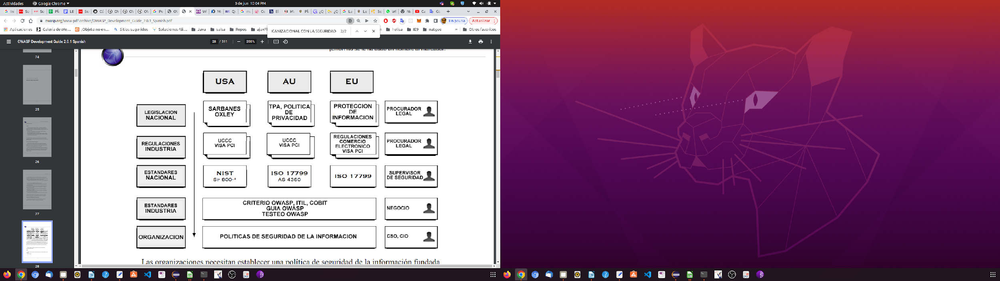 Actividades
Google Chrome
3 de jun 10:04 PM
owasp.org/www-pdf-archive/OWASP_Development_Guide_2.0.1_Spanish.pdf
En pausa
Actualizar
Aplicaciones
Galeria de We...
¡Objeto no en...
Sitios sugeridos
Soluciones Ali...
Java
salsa
Repos
helisa
IE9
natgeo
»
Otros favoritos
GANIZACIONAL CON LA SEGURIDAD 2/2
OWASP Development Guide 2.0.1 Spanish
28 / 311
200%
24
25
26
27
28
¡Error! No se le ha dado un nombre al marcador.
USA
AU
EU
LEGISLACION
NACIONAL
SARBANES
OXLEY
TPA, POLITICA
DE
PRIVACIDAD
PROTECCION
DE
INFORMACION
PROCURADOR
LEGAL
REGULACIONES
INDUSTRIA
UCCC
VISA PCI
UCCC
VISA PCI
REGULACIONES
COMERCIO
ELECTRONICO
VISA PCI
PROCURADOR
LEGAL
ESTANDARES
NACIONAL
NIST
SP 800-*
ISO 17799
AS 4360
ISO 17799
SUPERVISOR
DE SEGURIDAD
ESTANDARES
INDUSTRIA
CRITERIO OWASP, ITIL, COBIT
GUIA OWASP
TESTEO OWASP
NEGOCIO
ORGANIZACION
POLITICAS DE SEGURIDAD DE LA INFORMACION
CSO, CIO
Las organizaciones necesitan establecer una política de seguridad de la información fundada